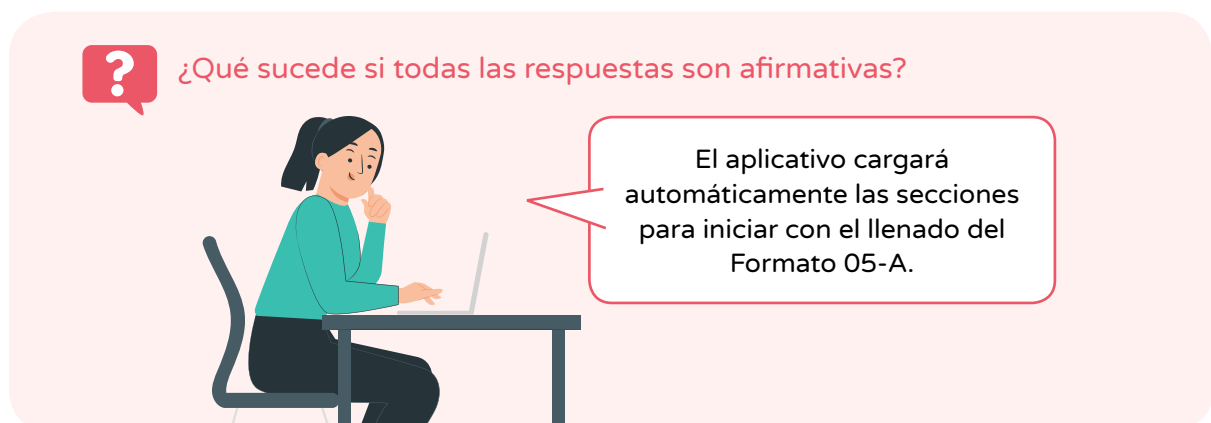 ?
¿Qué sucede si todas las respuestas son afirmativas?
El aplicativo cargará
automáticamente las secciones
para iniciar con el llenado del
Formato 05-A.